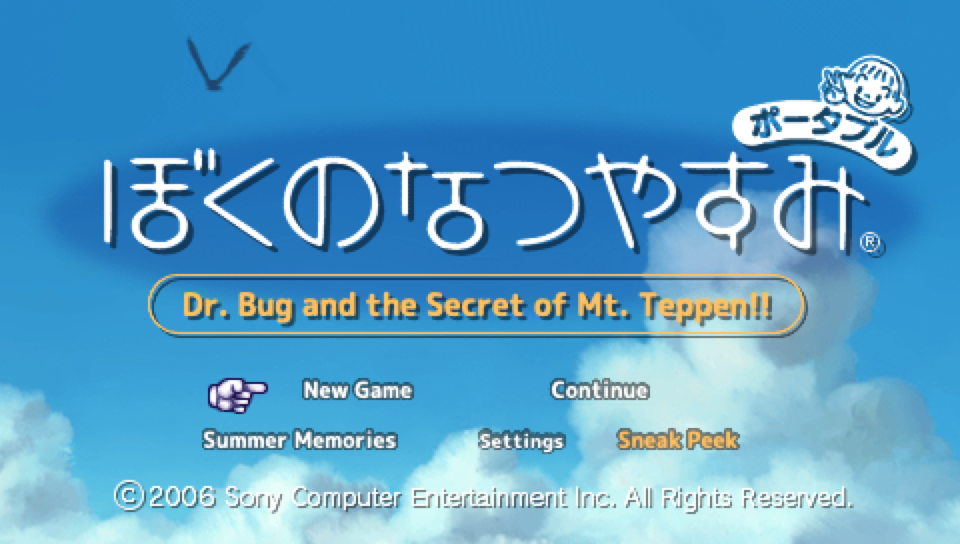 ポータブル
ぼくのなつやすみ®
Dr. Bug and the Secret of Mt. Teppen!!
New Game Continue
Summer Memories Settings Sneak Peek
©2006 Sony Computer Entertainment Inc. All Rights Reserved.